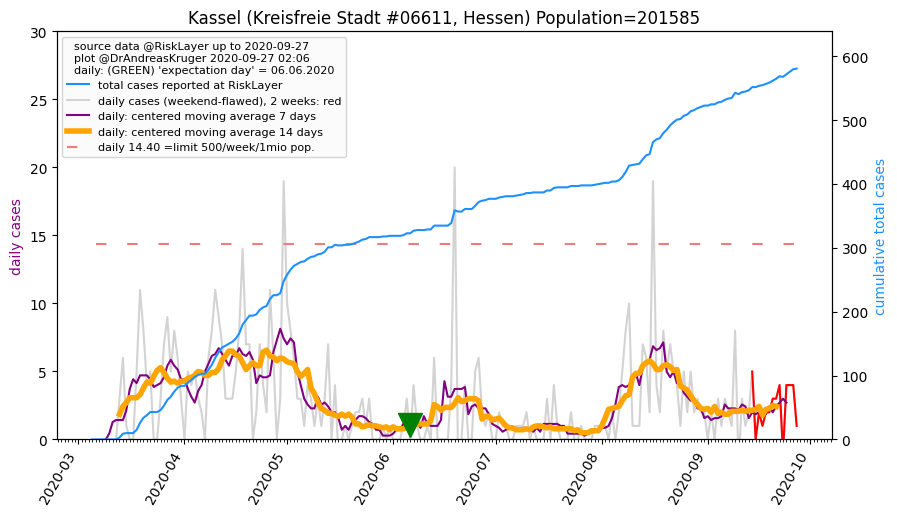 Kassel (Kreisfreie Stadt #06611, Hessen) Population=201585
source data @RiskLayer up to 2020-09-27
plot @DrAndreasKruger 2020-09-27 02:06
daily: (GREEN) 'expectation day' = 06.06.2020
total cases reported at RiskLayer
daily cases (weekend-flawed), 2 weeks: red
daily: centered moving average 7 days
daily: centered moving average 14 days
daily 14.40 =limit 500/week/1mio pop.
daily cases
30
25
20
15
10
5
0
600
500
400
300
200
100
0
cumulative total cases
2020-03
2020-04
2020-05
2020-06
2020-07
2020-08
2020-09
2020-10